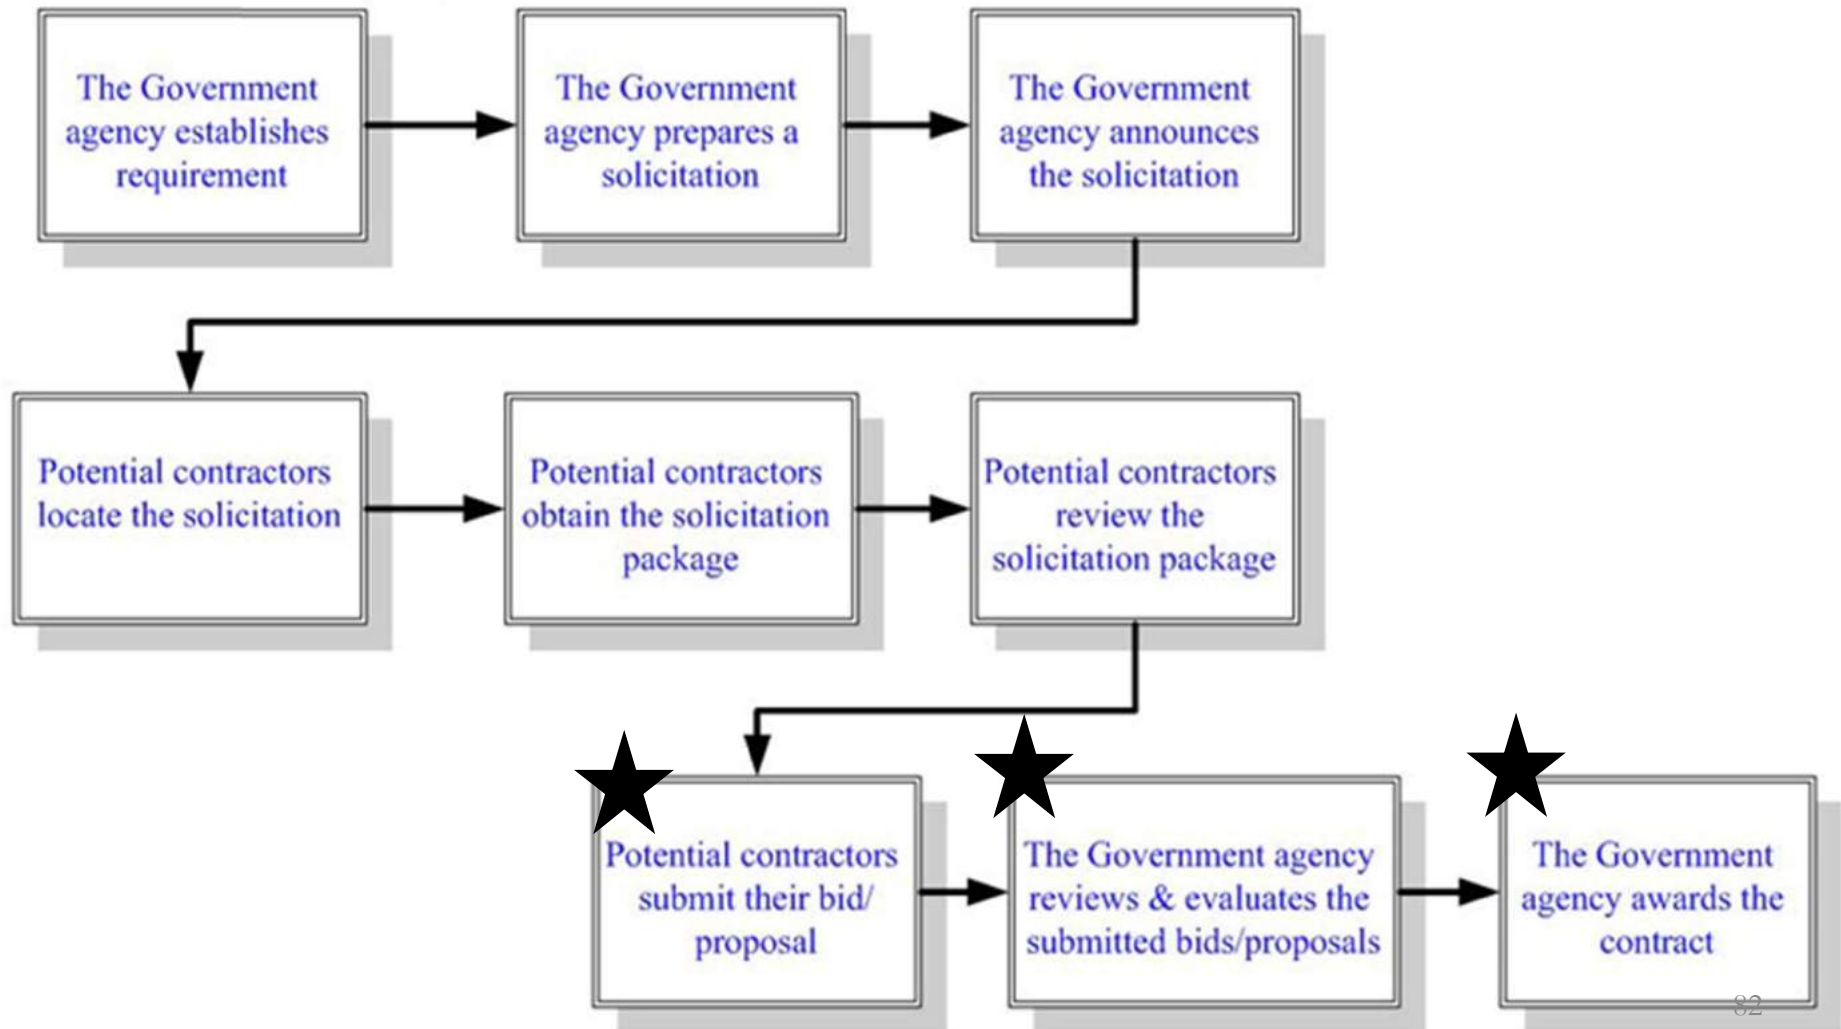 The Government
agency establishes
requirement
The Government
agency prepares a
solicitation
The Government
agency announces
the solicitation
Potential contractors
locate the solicitation
Potential contractors
obtain the solicitation
package
Potential contractors
review the
solicitation package
Potential contractors
submit their bid/
proposal
The Government agency
reviews & evaluates the
submitted bids/proposals
The Government
agency awards the
contract
82